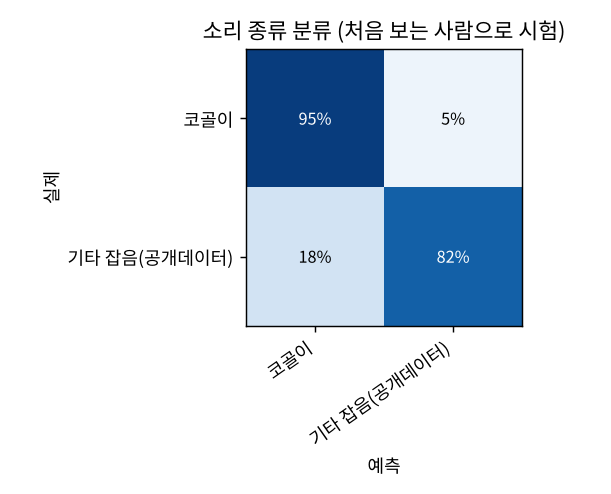 소리 종류 분류 (처음 보는 사람으로 시험)
코골이
95%
5%
실제
기타 잡음(공개데이터)
18%
82%
코골이
기타 잡음(공개데이터)
예측